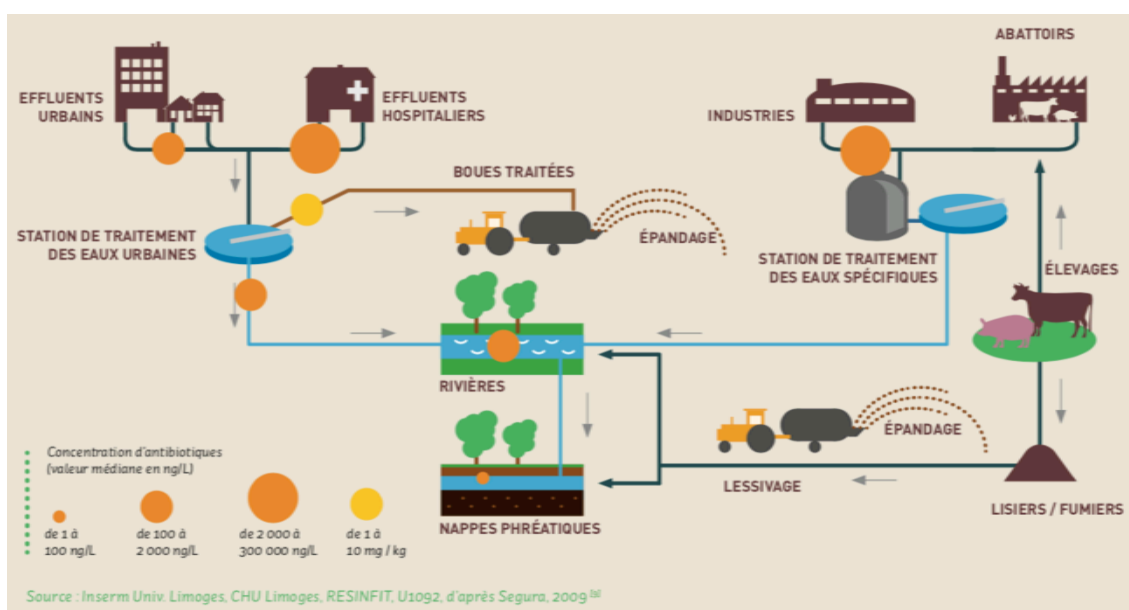 ABATTOIRS
EFFLUENTS
URBAINS
EFFLUENTS
HOSPITALIERS
INDUSTRIES
BOUES TRAITÉES
ÉPANDAGE
STATION DE TRAITEMENT
DES EAUX URBAINES
STATION DE TRAITEMENT
DES EAUX SPÉCIFIQUES
ÉLEVAGES
RIVIÈRES
ÉPANDAGE
LESSIVAGE
LISIERS / FUMIERS
NAPPES PHRÉATIQUES
Concentration d'antibiotiques
(valeur médiane en ng/L)
de 1 à
100 ng/L
de 100 à
2 000 ng/L
de 2 000 à
300 000 ng/L
de 1 à
10 mg / kg
Source : Inserm Univ. Limoges, CHU Limoges, RESINFIT, U1092, d'après Segura, 2009